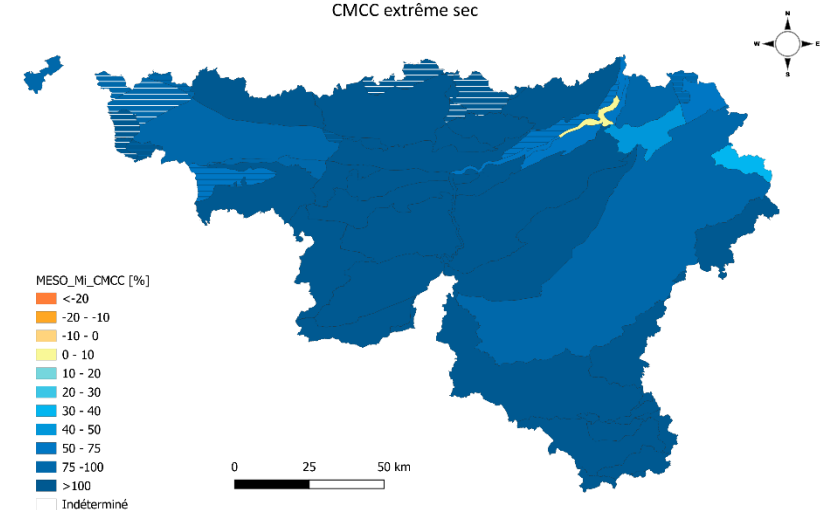 CMCC extrême sec
N
W E
S
MESO_Mi_CMCC [%]
<-20
-20 - -10
-10 - 0
0 - 10
10 - 20
20 - 30
30 - 40
40 - 50
50 - 75
75 -100
>100
Indéterminé
0 25 50 km